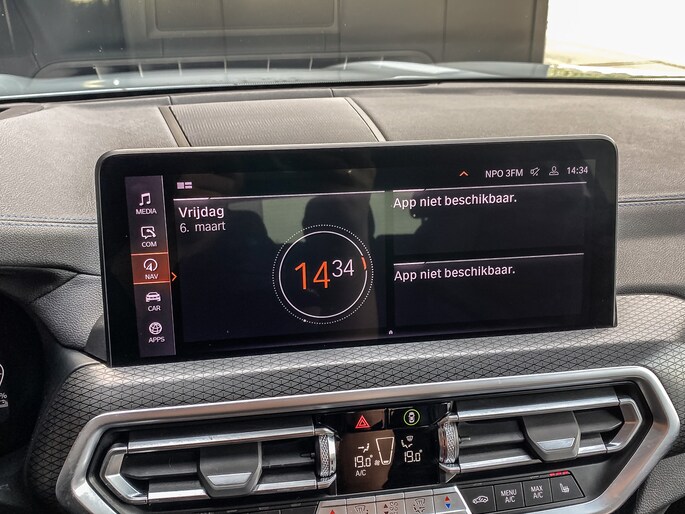 NPO 3FM 14:34
MEDIA
COM
NAV
CAR
APPS
Vrijdag
6. maart
14 34
App niet beschikbaar.
App niet beschikbaar.
19.0 19.0
A/C
MENU
A/C
MAX
A/C
%